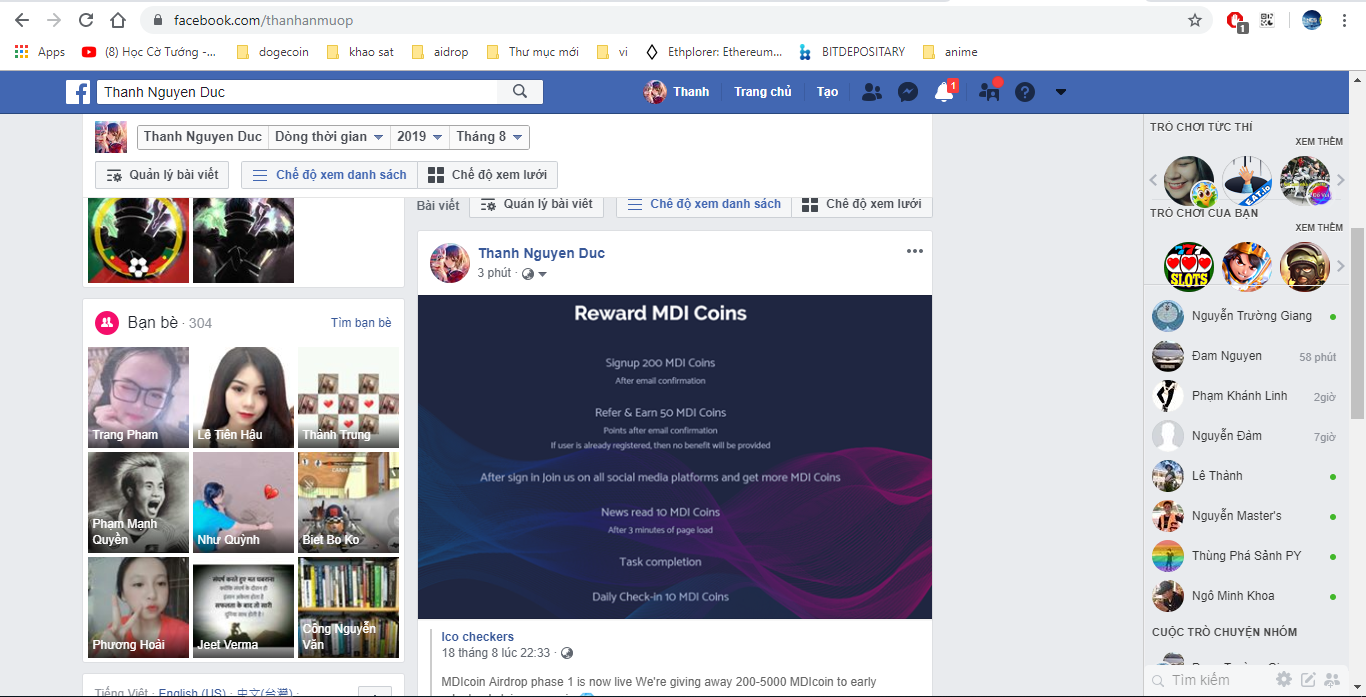 facebook.com/thanhanmuop
1
Apps
(8) Học Cờ Tướng -...
dogecoin
khao sat
aidrop
Thư mục mới
vi
Ethplorer: Ethereum...
BITDEPOSITARY
anime
Thanh Nguyen Duc
Thanh
Trang chủ
Tạo
1
Thanh Nguyen Duc
Dòng thời gian
2019
Tháng 8
Quản lý bài viết
Chế độ xem danh sách
Chế độ xem lưới
Bài viết
Quản lý bài viết
Chế độ xem danh sách
Chế độ xem lưới
Bạn bè · 304
Tìm bạn bè
Trang Pham
Lê Tiên Hậu
Thành Trung
Phạm Mạnh Quyền
Như Quỳnh
Biet Bo Ko
Phương Hoài
Jeet Verma
Công Nguyễn Văn
Tiếng Việt · English (US) · 中文(台灣) ·
Thanh Nguyen Duc
3 phút ·
Reward MDI Coins
Signup 200 MDI Coins
After email confirmation
Refer & Earn 50 MDI Coins
Points after email confirmation
If user is already registered, then no benefit will be provided
After sign in Join us on all social media platforms and get more MDI Coins
News read 10 MDI Coins
After 3 minutes of page load
Task completion
Daily Check-in 10 MDI Coins
Ico checkers
18 tháng 8 lúc 22:33 ·
MDIcoin Airdrop phase 1 is now live We're giving away 200-5000 MDIcoin to early
TRÒ CHƠI TỨC THÌ
XEM THÊM
EAT.io
TRÒ CHƠI CỦA BẠN
XEM THÊM
SLOTS
Nguyễn Trường Giang
Đam Nguyen
58 phút
Phạm Khánh Linh
2giờ
Nguyễn Đàm
7giờ
Lê Thành
Nguyễn Master's
Thùng Phá Sảnh PY
Ngô Minh Khoa
CUỘC TRÒ CHUYỆN NHÓM
Tìm kiếm